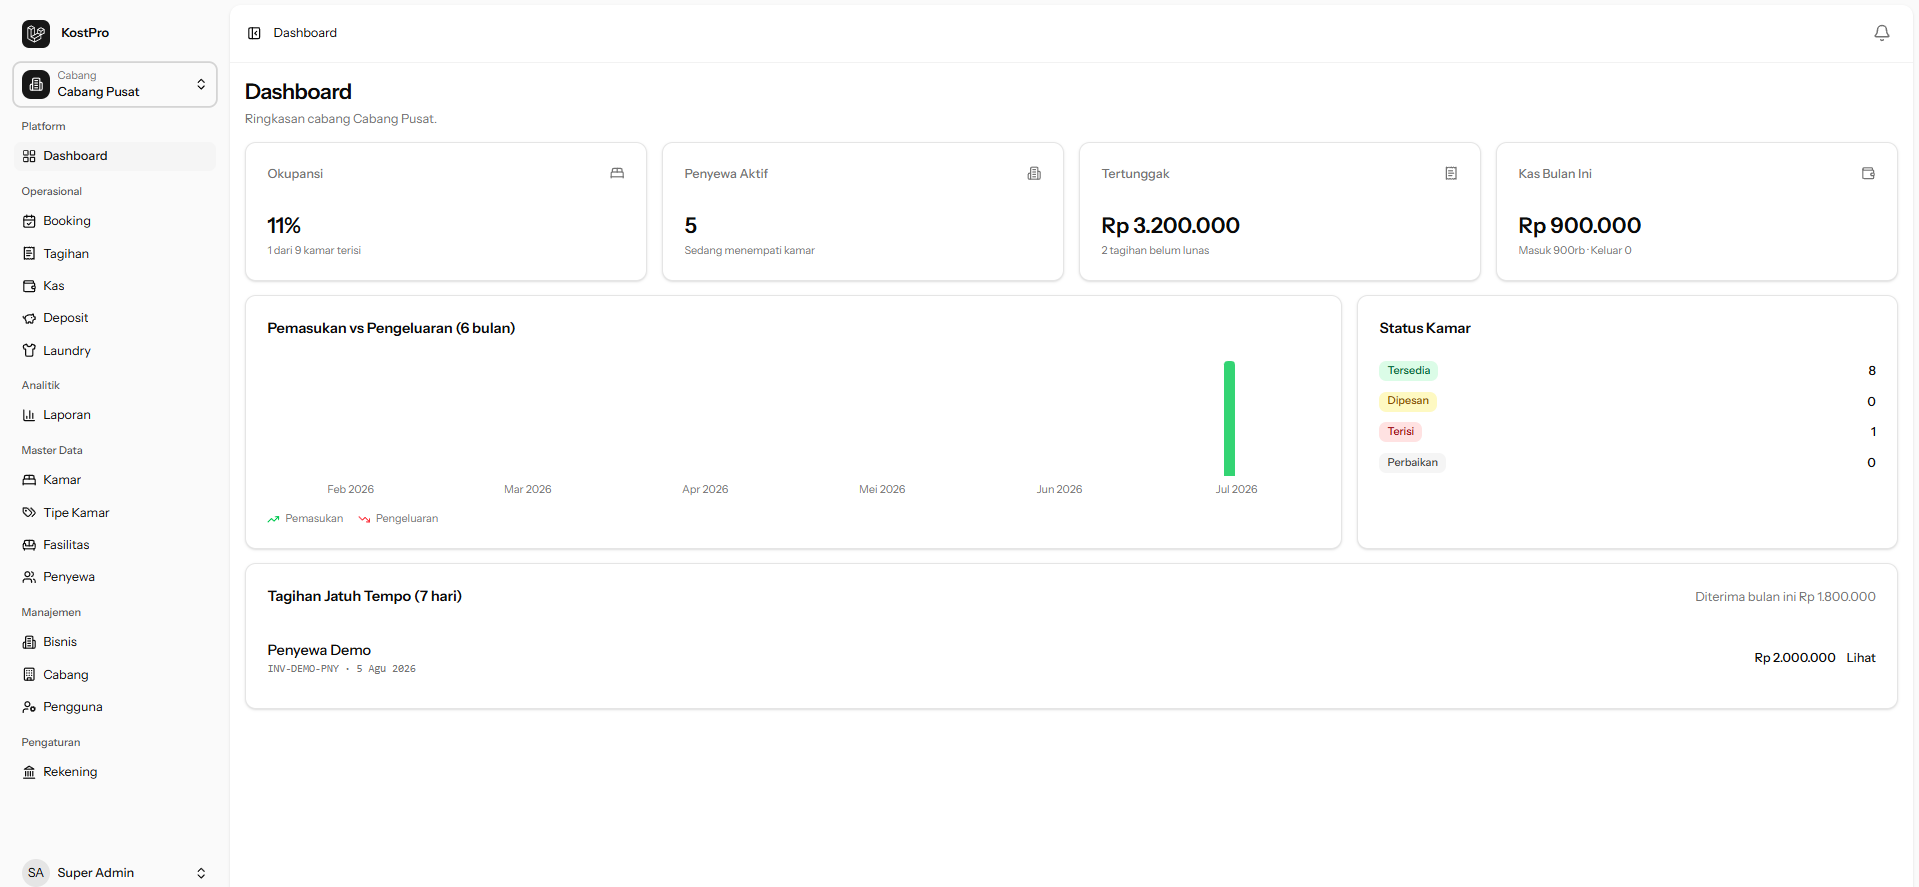 KostPro
Cabang
Cabang Pusat
Platform
Dashboard
Operasional
Booking
Tagihan
Kas
Deposit
Laundry
Analitik
Laporan
Master Data
Kamar
Tipe Kamar
Fasilitas
Penyewa
Manajemen
Bisnis
Cabang
Pengguna
Pengaturan
Rekening
SA Super Admin
Dashboard
Dashboard
Ringkasan cabang Cabang Pusat.
Okupansi
11%
1 dari 9 kamar terisi
Penyewa Aktif
5
Sedang menempati kamar
Tertunggak
Rp 3.200.000
2 tagihan belum lunas
Kas Bulan Ini
Rp 900.000
Masuk 900rb · Keluar 0
Pemasukan vs Pengeluaran (6 bulan)
Feb 2026 Mar 2026 Apr 2026 Mei 2026 Jun 2026 Jul 2026
Pemasukan Pengeluaran
Status Kamar
Tersedia 8
Dipesan 0
Terisi 1
Perbaikan 0
Tagihan Jatuh Tempo (7 hari) Diterima bulan ini Rp 1.800.000
Penyewa Demo
INV-DEMO-PNY · 5 Agu 2026
Rp 2.000.000 Lihat